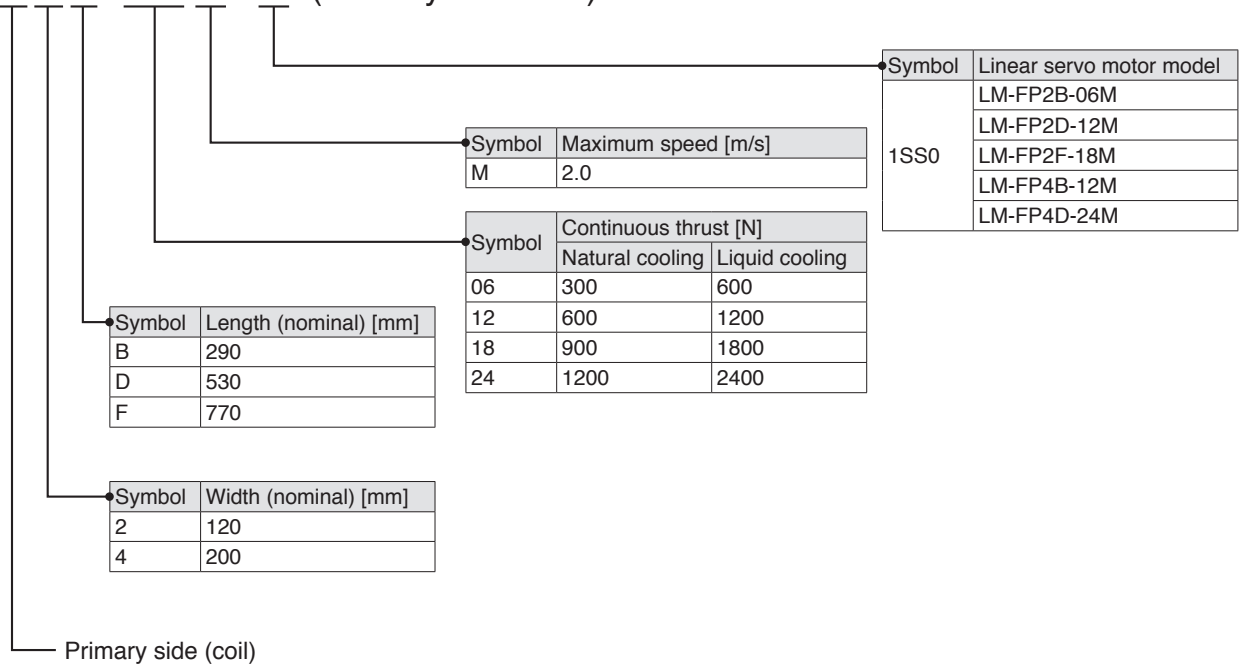 Symbol Linear servo motor model
1SS0 LM-FP2B-06M
LM-FP2D-12M
LM-FP2F-18M
LM-FP4B-12M
LM-FP4D-24M
Symbol Maximum speed [m/s]
M 2.0
Symbol Continuous thrust [N]
Natural cooling Liquid cooling
06 300 600
12 600 1200
18 900 1800
24 1200 2400
Symbol Length (nominal) [mm]
B 290
D 530
F 770
Symbol Width (nominal) [mm]
2 120
4 200
Primary side (coil)